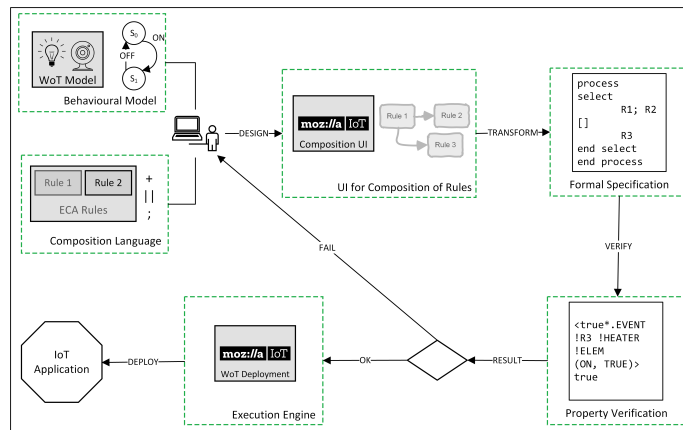 S0
ON
OFF
S1
WoT Model
Behavioural Model
Rule 1
Rule 2
+
||
;
ECA Rules
Composition Language
DESIGN
moz://a IoT
Composition UI
Rule 1
Rule 2
Rule 3
UI for Composition of Rules
TRANSFORM
process
select
R1; R2
[]
R3
end select
end process
Formal Specification
VERIFY
FAIL
<true*.EVENT
!R3 !HEATER
!ELEM
(ON, TRUE)>
true
Property Verification
RESULT
OK
moz://a IoT
WoT Deployment
Execution Engine
DEPLOY
IoT
Application